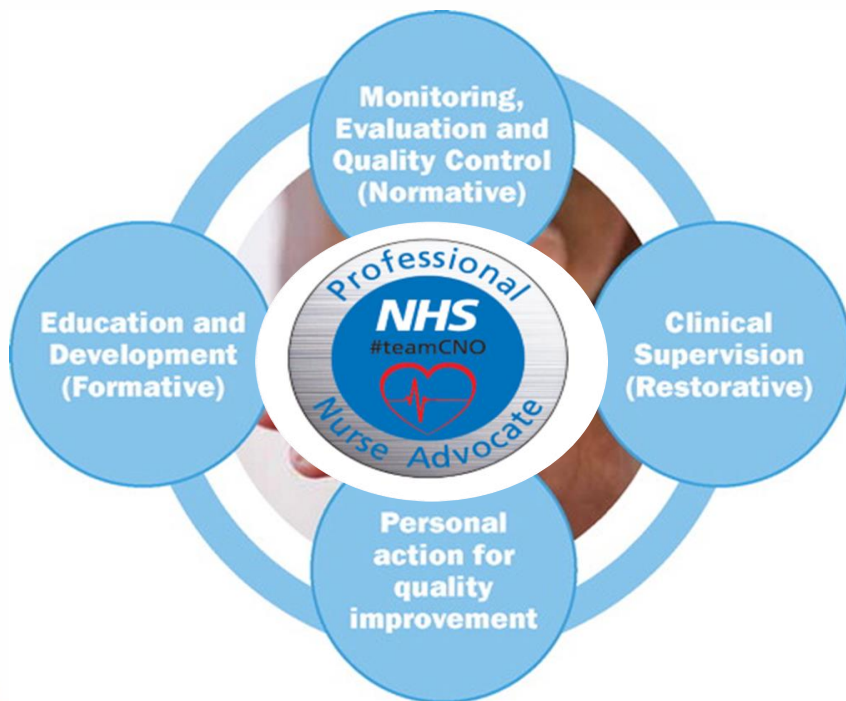 Monitoring,
Evaluation and
Quality Control
(Normative)
Education and
Development
(Formative)
Professional
NHS
#teamCNO
Nurse Advocate
Clinical
Supervision
(Restorative)
Personal
action for
quality
improvement